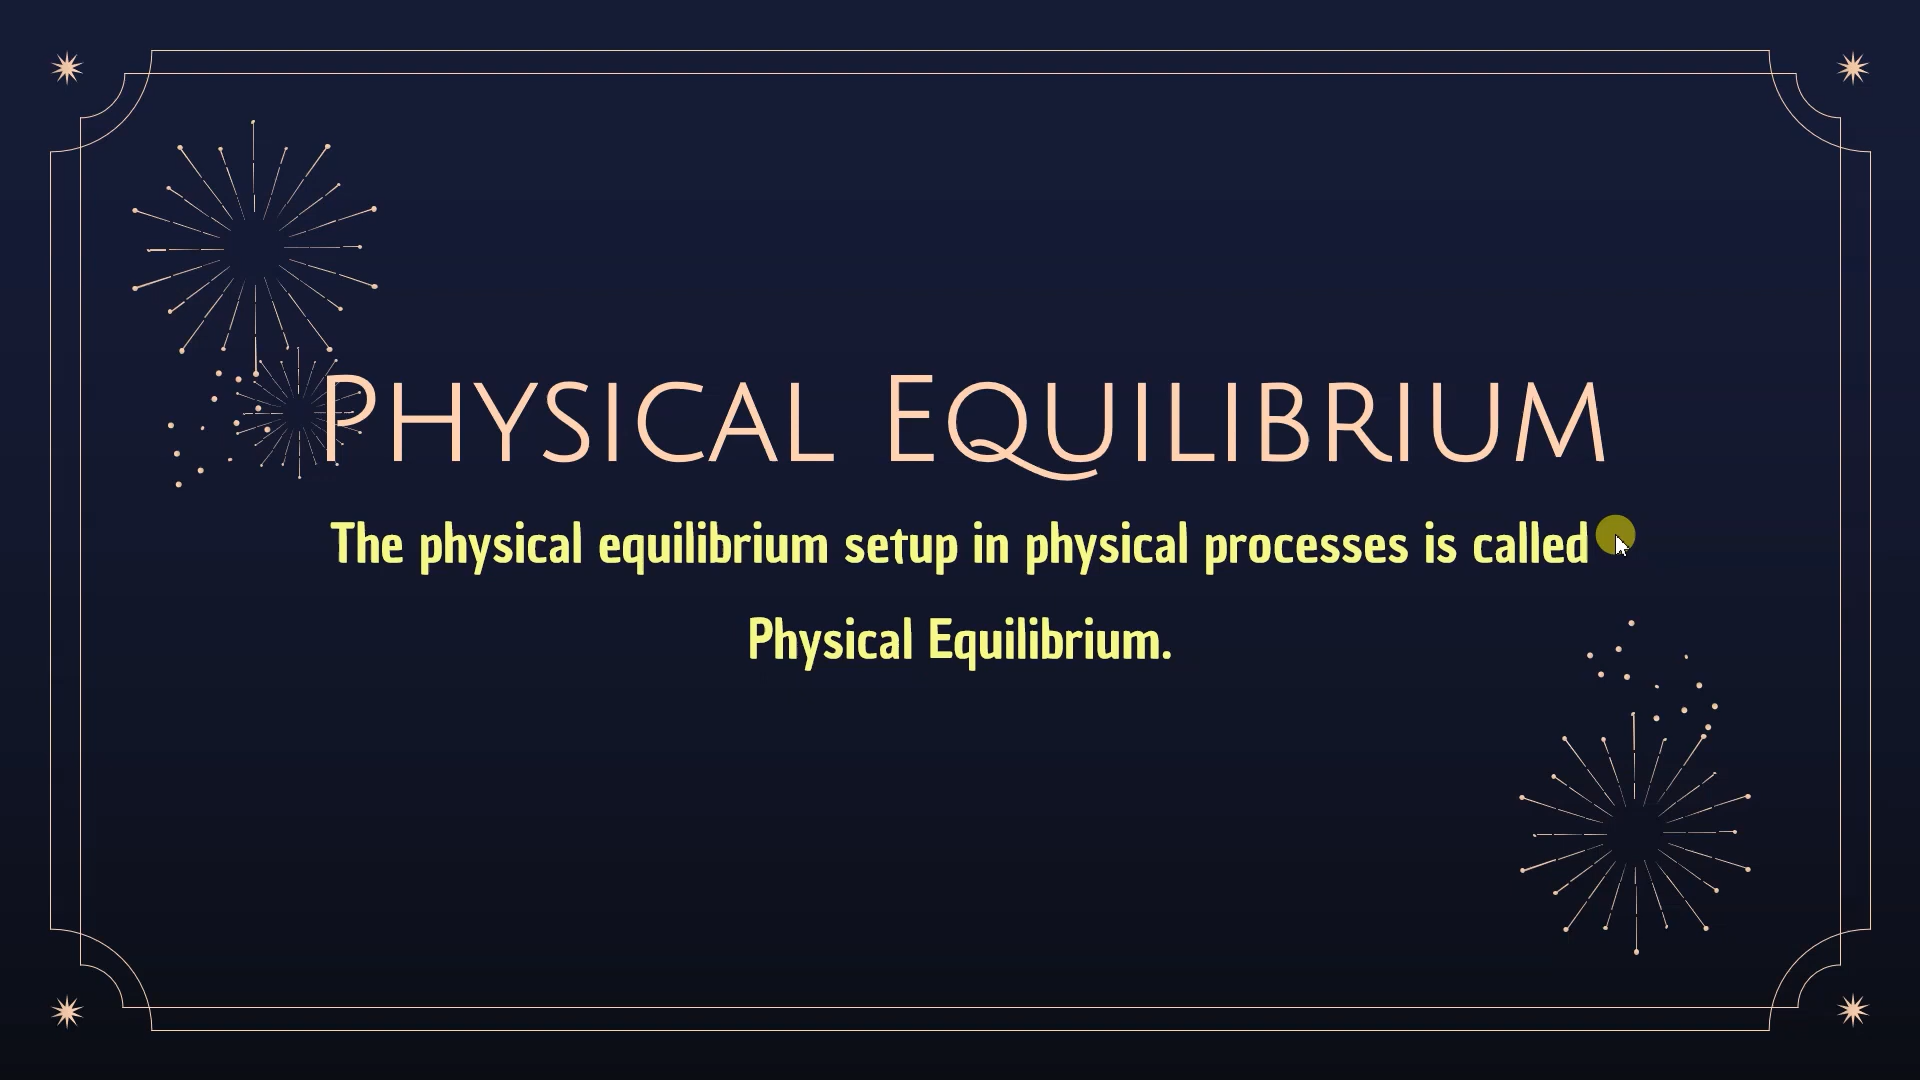 Physical Equilibrium
The physical equilibrium setup in physical processes is called
Physical Equilibrium.